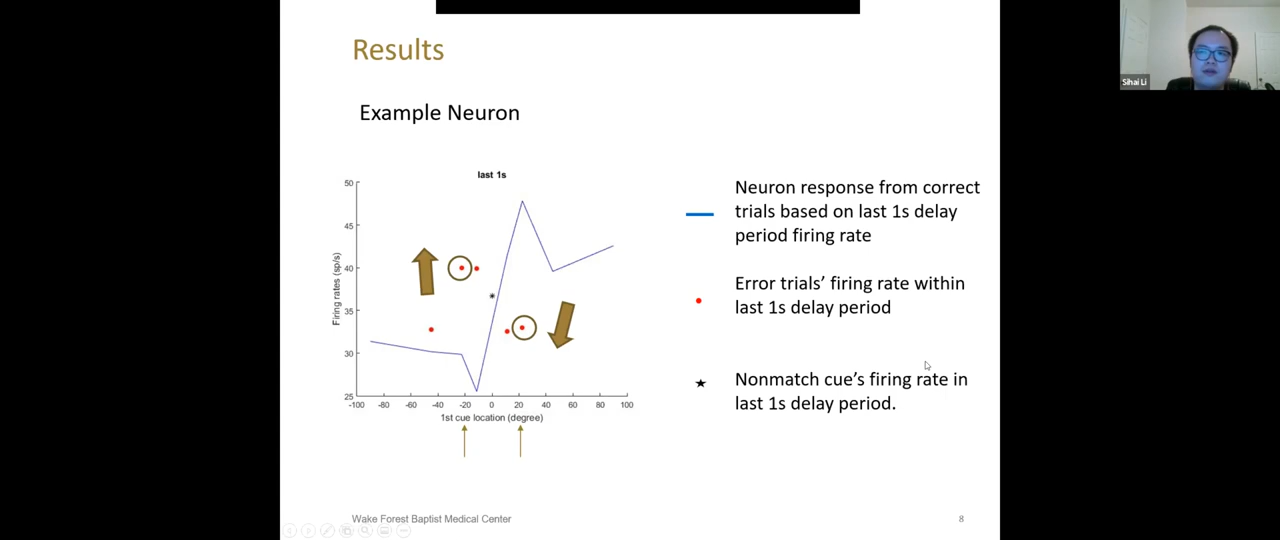 Results
Sihai Li
Example Neuron
last 1s
50
45
40
35
30
25
Firing rates (sp/s)
-100 -80 -60 -40 -20 0 20 40 60 80 100
1st cue location (degree)
Neuron response from correct
trials based on last 1s delay
period firing rate
Error trials’ firing rate within
last 1s delay period
Nonmatch cue’s firing rate in
last 1s delay period.
Wake Forest Baptist Medical Center
8